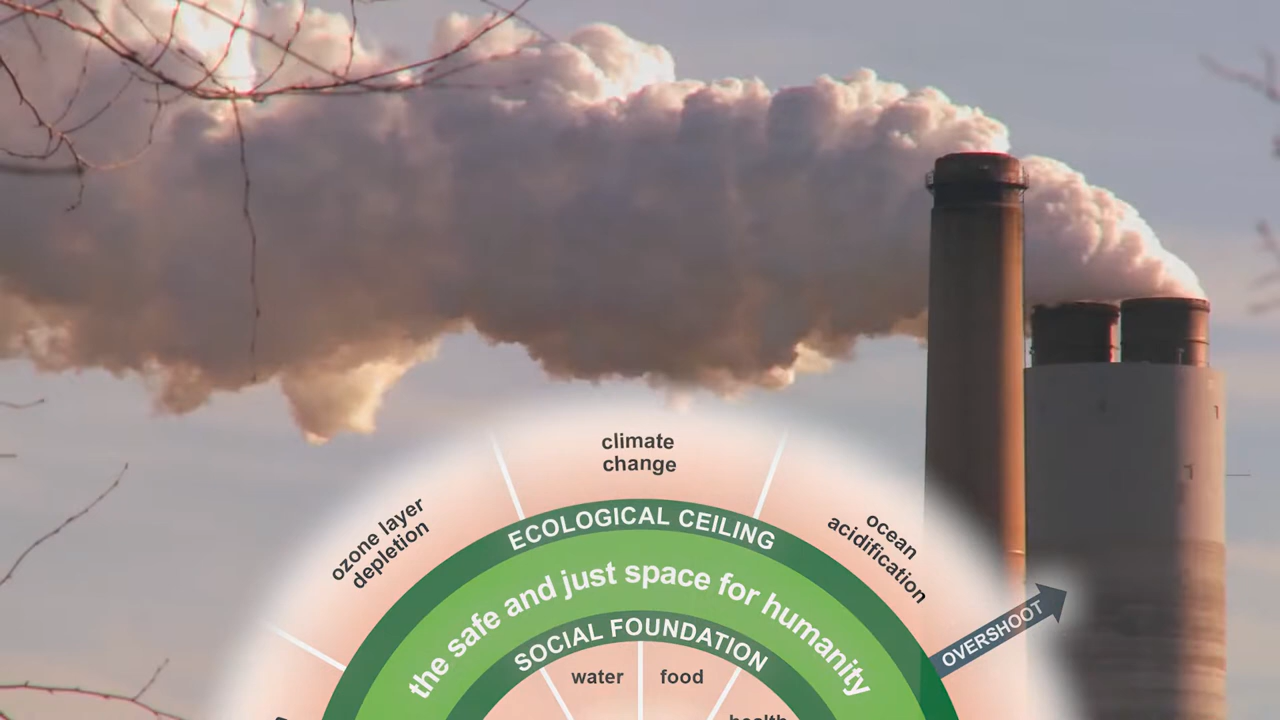 climate
change
ozone layer
depletion
ocean
acidification
ECOLOGICAL CEILING
the safe and just space for humanity
OVERSHOOT
SOCIAL FOUNDATION
water
food
health